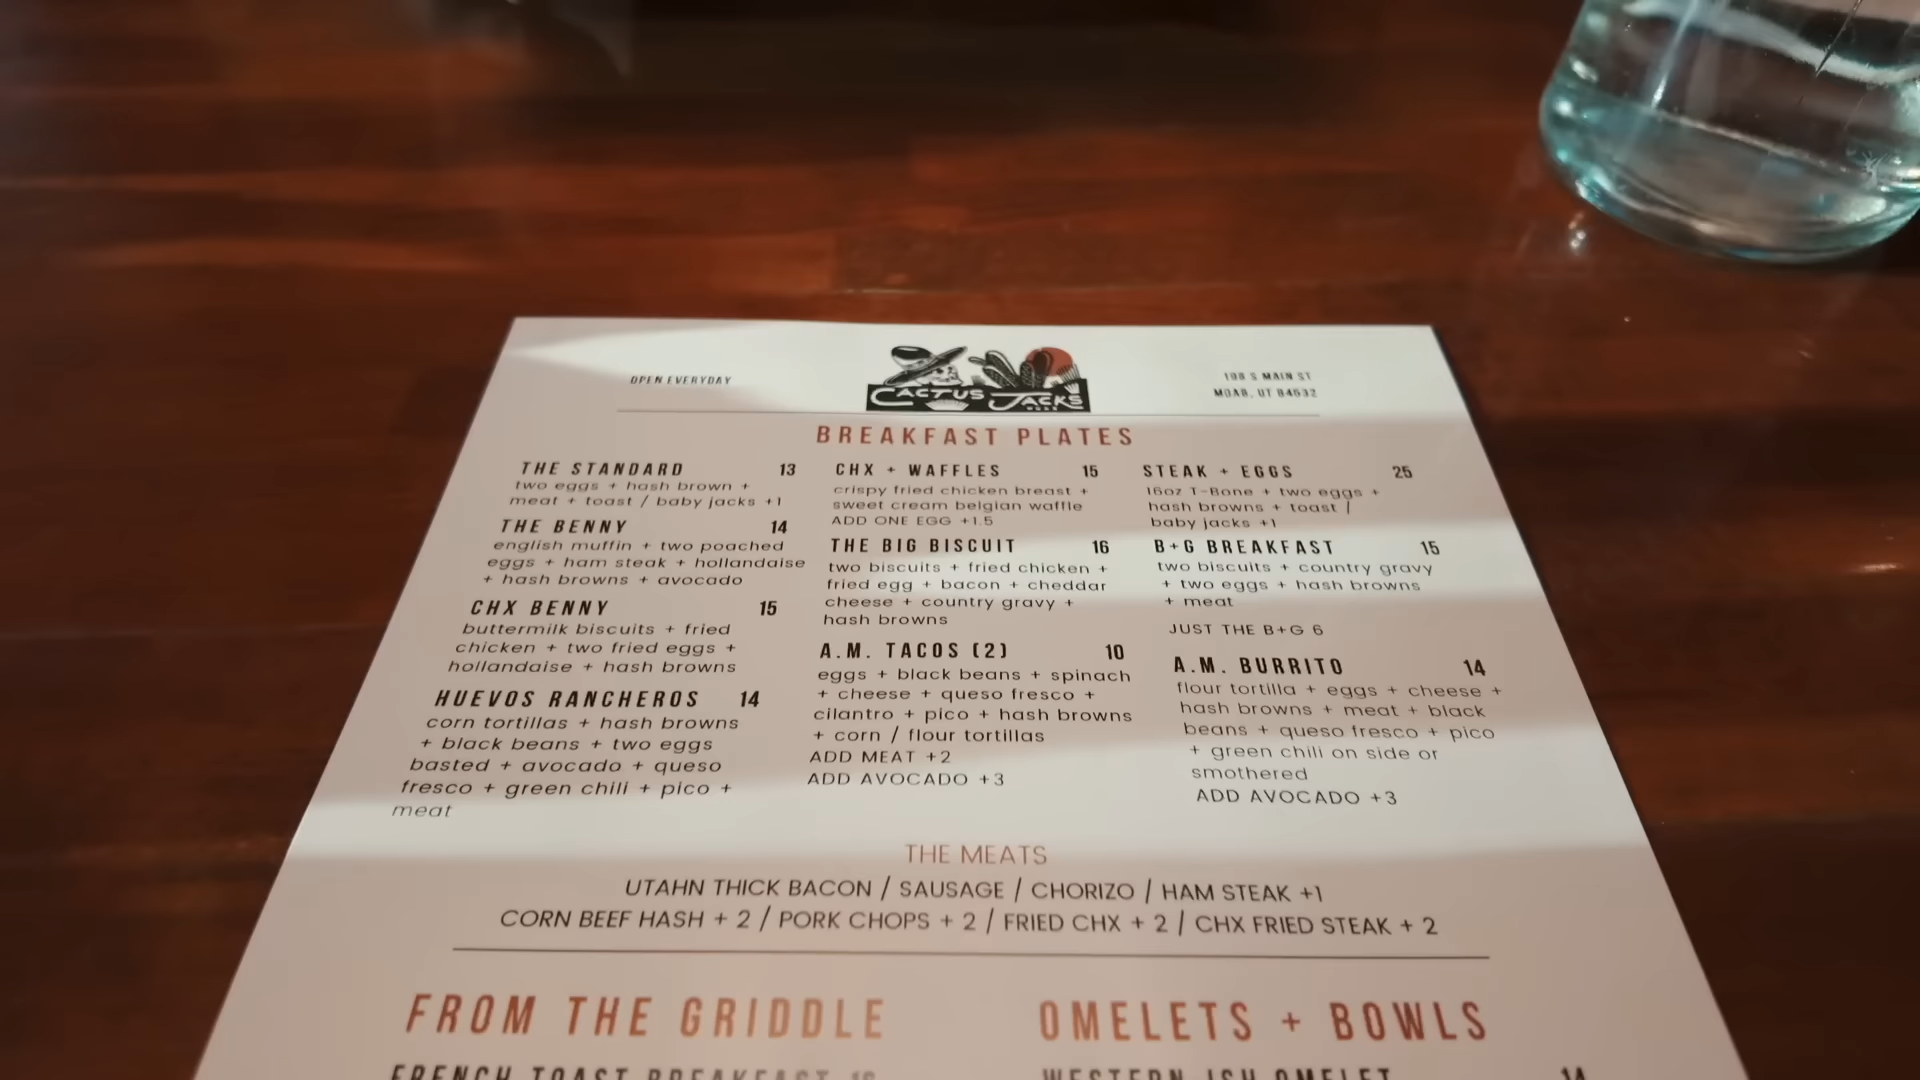 OPEN EVERYDAY
CACTUS JACKS
198 S MAIN ST
MOAB, UT 84532
BREAKFAST PLATES
THE STANDARD 13
two eggs + hash brown +
meat + toast / baby jacks +1
THE BENNY 14
english muffin + two poached
eggs + ham steak + hollandaise
+ hash browns + avocado
CHX BENNY 15
buttermilk biscuits + fried
chicken + two fried eggs +
hollandaise + hash browns
HUEVOS RANCHEROS 14
corn tortillas + hash browns
+ black beans + two eggs
basted + avocado + queso
fresco + green chili + pico +
meat
CHX + WAFFLES 15
crispy fried chicken breast +
sweet cream belgian waffle
ADD ONE EGG +1.5
THE BIG BISCUIT 16
two biscuits + fried chicken +
fried egg + bacon + cheddar
cheese + country gravy +
hash browns
A.M. TACOS (2) 10
eggs + black beans + spinach
+ cheese + queso fresco +
cilantro + pico + hash browns
+ corn / flour tortillas
ADD MEAT +2
ADD AVOCADO +3
STEAK + EGGS 25
16oz T-Bone + two eggs +
hash browns + toast /
baby jacks +1
B+G BREAKFAST 15
two biscuits + country gravy
+ two eggs + hash browns
+ meat
JUST THE B+G 6
A.M. BURRITO 14
flour tortilla + eggs + cheese +
hash browns + meat + black
beans + queso fresco + pico
+ green chili on side or
smothered
ADD AVOCADO +3
THE MEATS
UTAHN THICK BACON / SAUSAGE / CHORIZO / HAM STEAK +1
CORN BEEF HASH + 2 / PORK CHOPS + 2 / FRIED CHX + 2 / CHX FRIED STEAK + 2
FROM THE GRIDDLE
FRENCH TOAST BREAKFAST
OMELETS + BOWLS
WESTERN-ISH OMELET 14